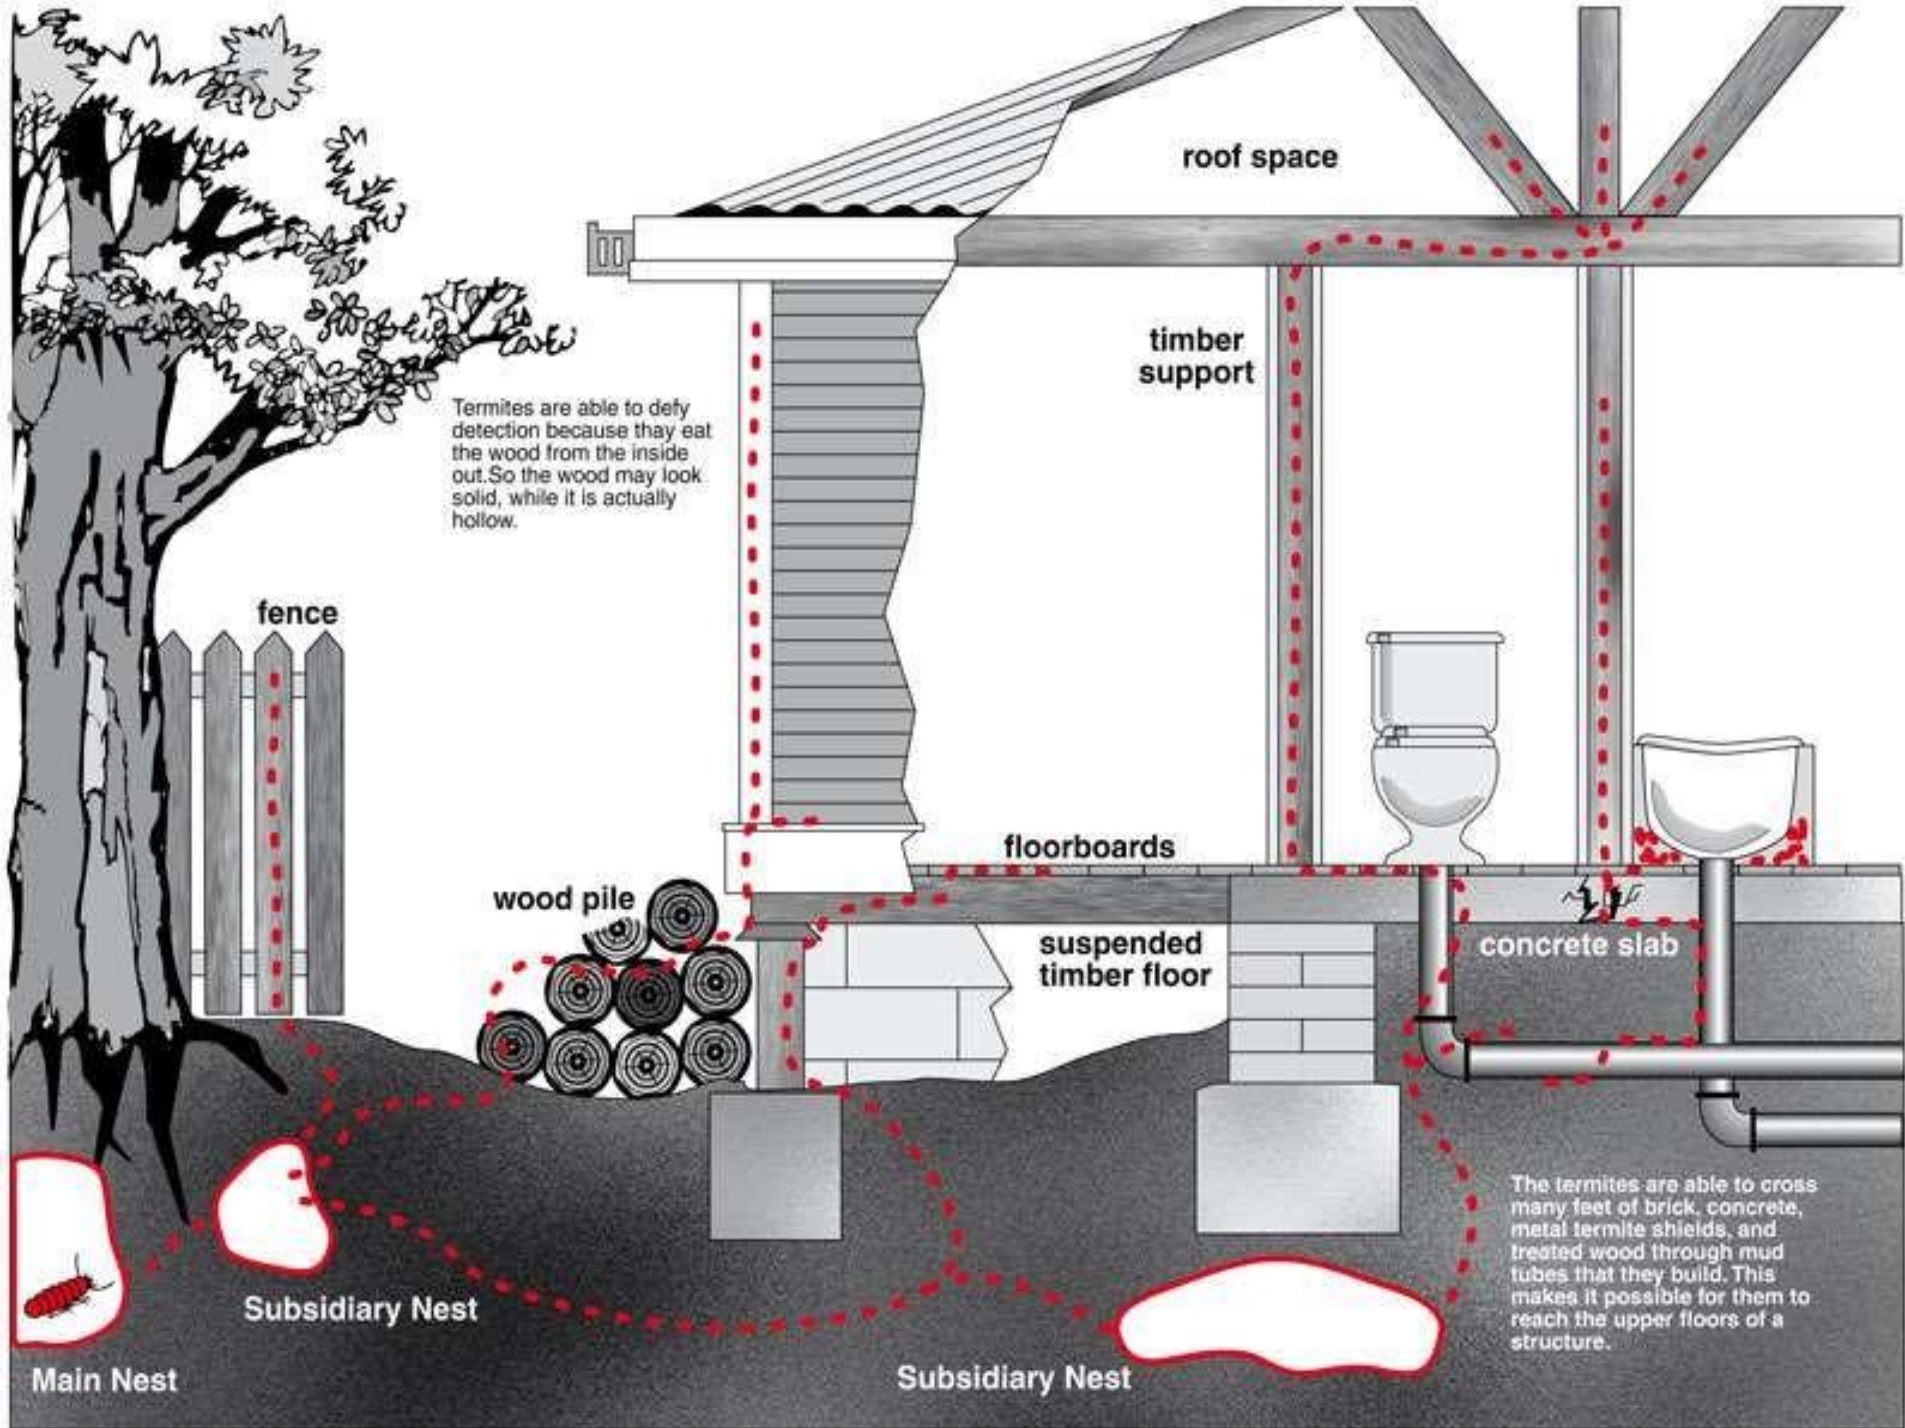 roof space
timber
support
Termites are able to defy
detection because thay eat
the wood from the inside
out.So the wood may look
solid, while it is actually
hollow.
fence
floorboards
wood pile
suspended
timber floor
concrete slab
The termites are able to cross
many feet of brick, concrete,
metal termite shields, and
treated wood through mud
tubes that they build. This
makes it possible for them to
reach the upper floors of a
structure.
Subsidiary Nest
Main Nest
Subsidiary Nest